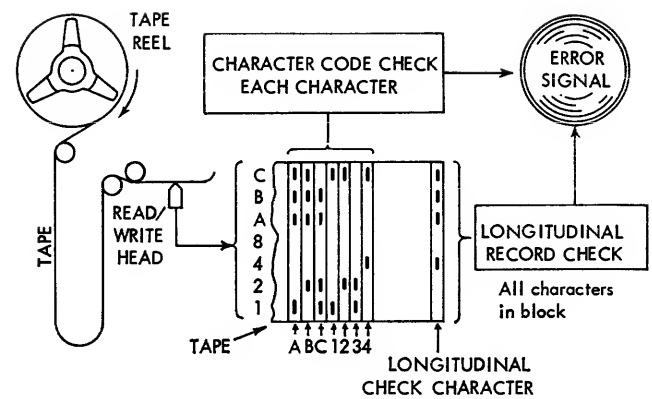 TAPE
REEL
CHARACTER CODE CHECK
EACH CHARACTER
ERROR
SIGNAL
TAPE
READ/
WRITE
HEAD
C
B
A
8
4
2
1
TAPE
A B C 1 2 3 4
LONGITUDINAL
CHECK CHARACTER
LONGITUDINAL
RECORD CHECK
All characters
in block